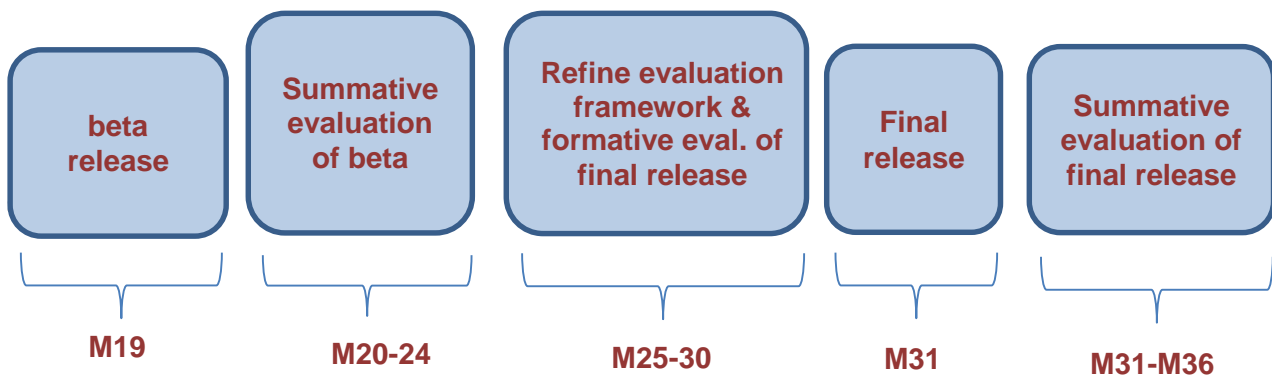 beta
release
Summative
evaluation
of beta
Refine evaluation
framework &
formative eval. of
final release
Final
release
Summative
evaluation of
final release
M19
M20-24
M25-30
M31
M31-M36